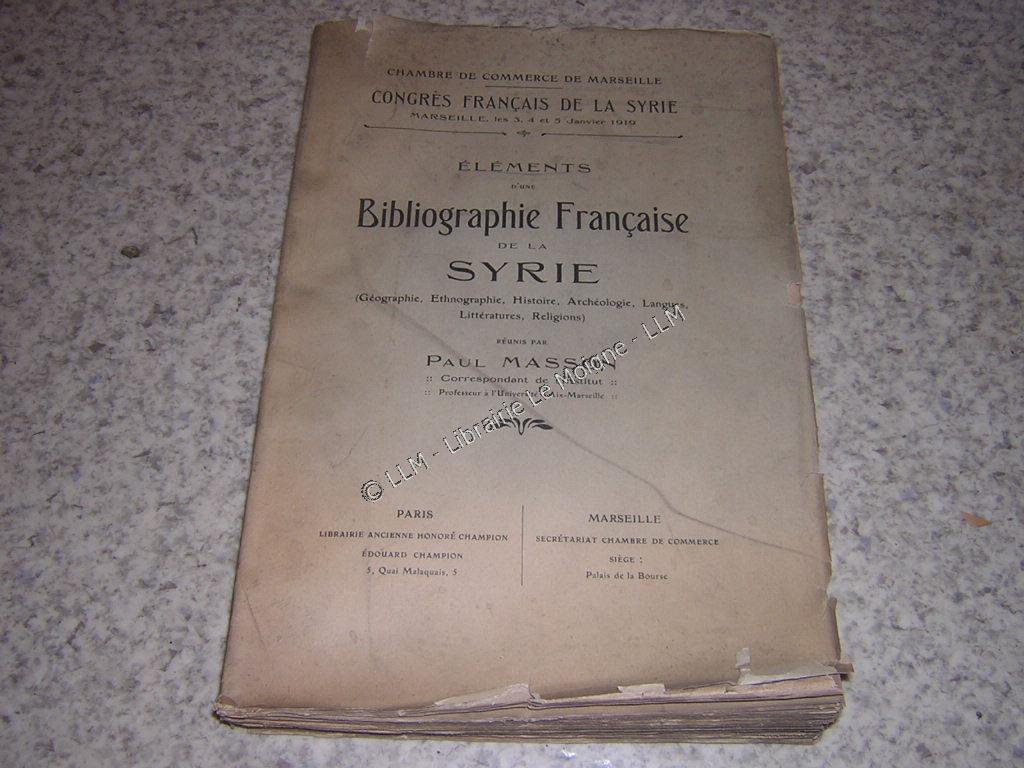 CHAMBRE DE COMMERCE DE MARSEILLE
CONGRÈS FRANÇAIS DE LA SYRIE
MARSEILLE, les 3, 4 et 5 Janvier 1919
ÉLÉMENTS
D'UNE
Bibliographie Française
DE LA
SYRIE
(Géographie, Ethnographie, Histoire, Archéologie, Langues,
Littératures, Religions)
RÉUNIS PAR
PAUL MASSON
:: Correspondant de l'Institut ::
:: Professeur à l'Université d'Aix-Marseille ::
© LLM - Librairie Le Moigne - LLM
PARIS
LIBRAIRIE ANCIENNE HONORÉ CHAMPION
ÉDOUARD CHAMPION
5, Quai Malaquais, 5
MARSEILLE
SECRÉTARIAT CHAMBRE DE COMMERCE
SIÈGE :
Palais de la Bourse